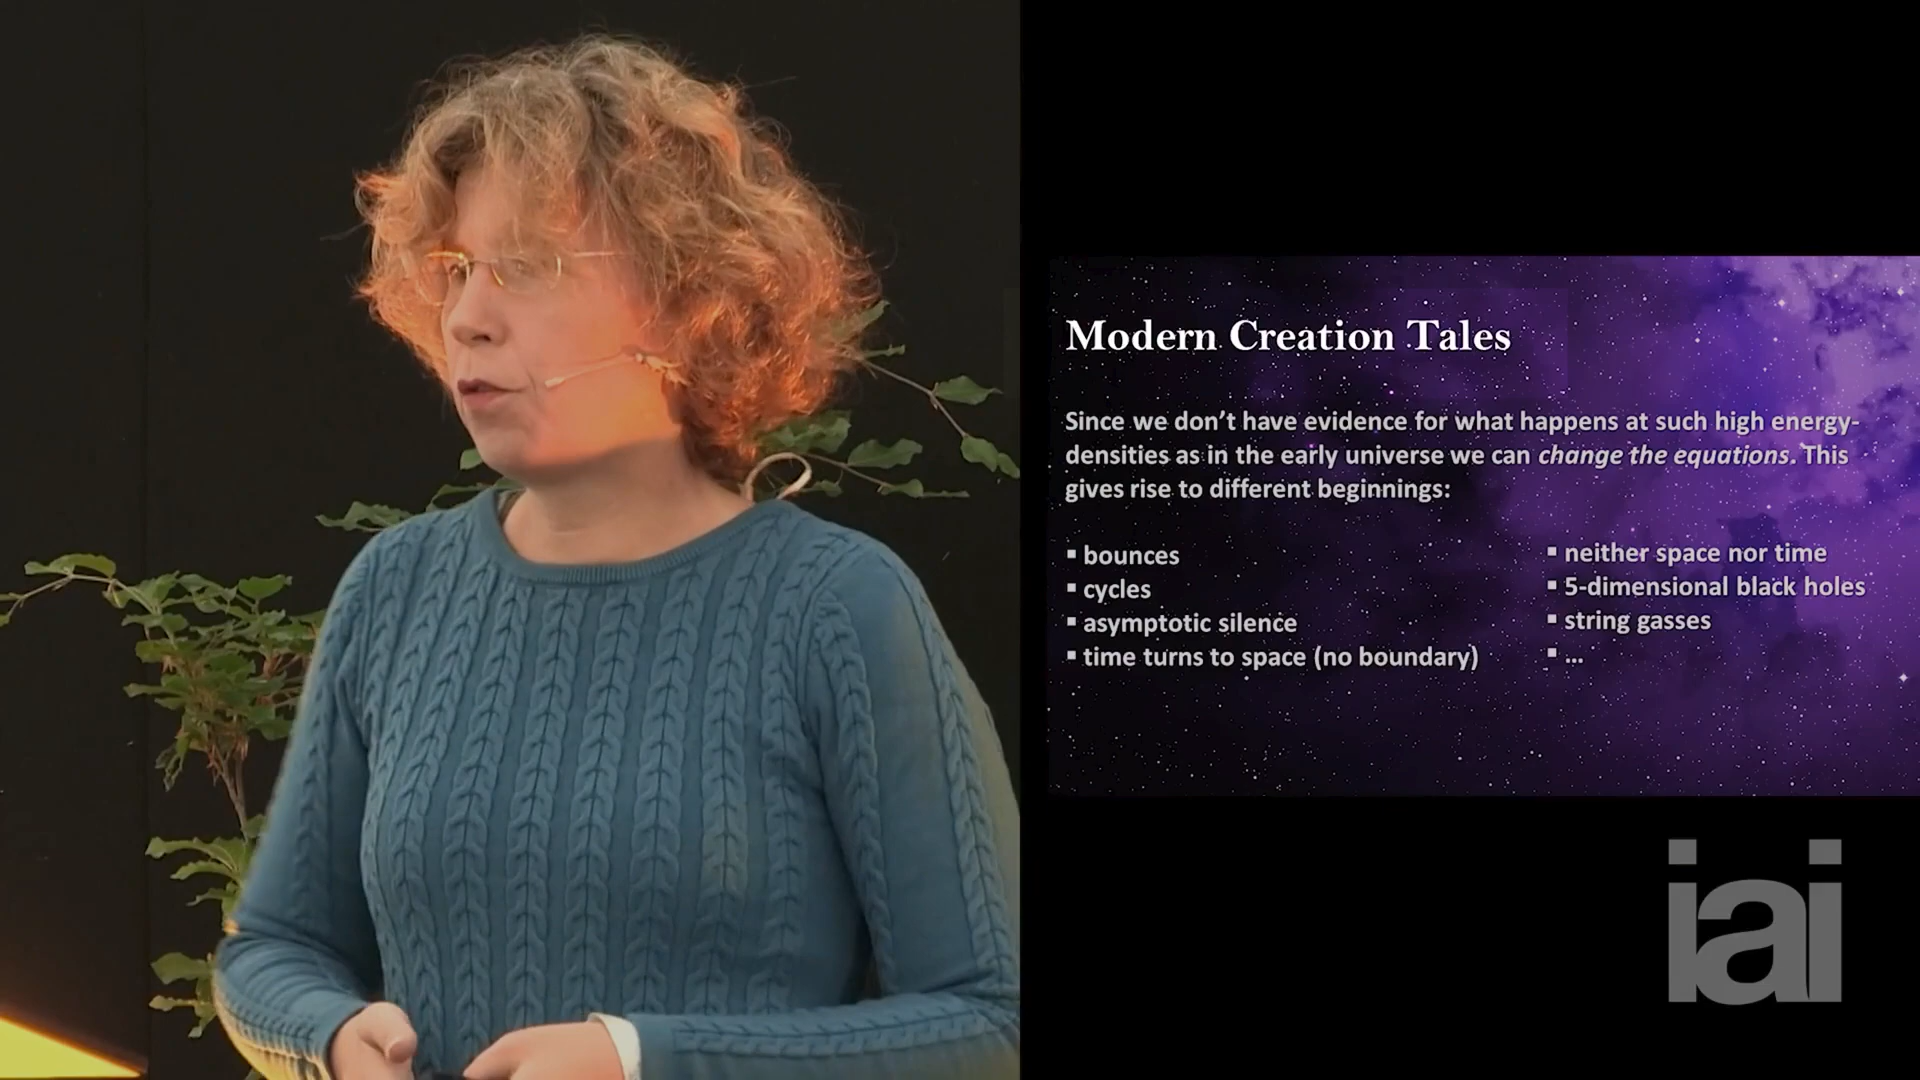 Modern Creation Tales
Since we don't have evidence for what happens at such high energy-
densities as in the early universe we can change the equations. This
gives rise to different beginnings:
▪ bounces
▪ cycles
▪ asymptotic silence
▪ time turns to space (no boundary)
▪ neither space nor time
▪ 5-dimensional black holes
▪ string gasses
▪ ...
iai